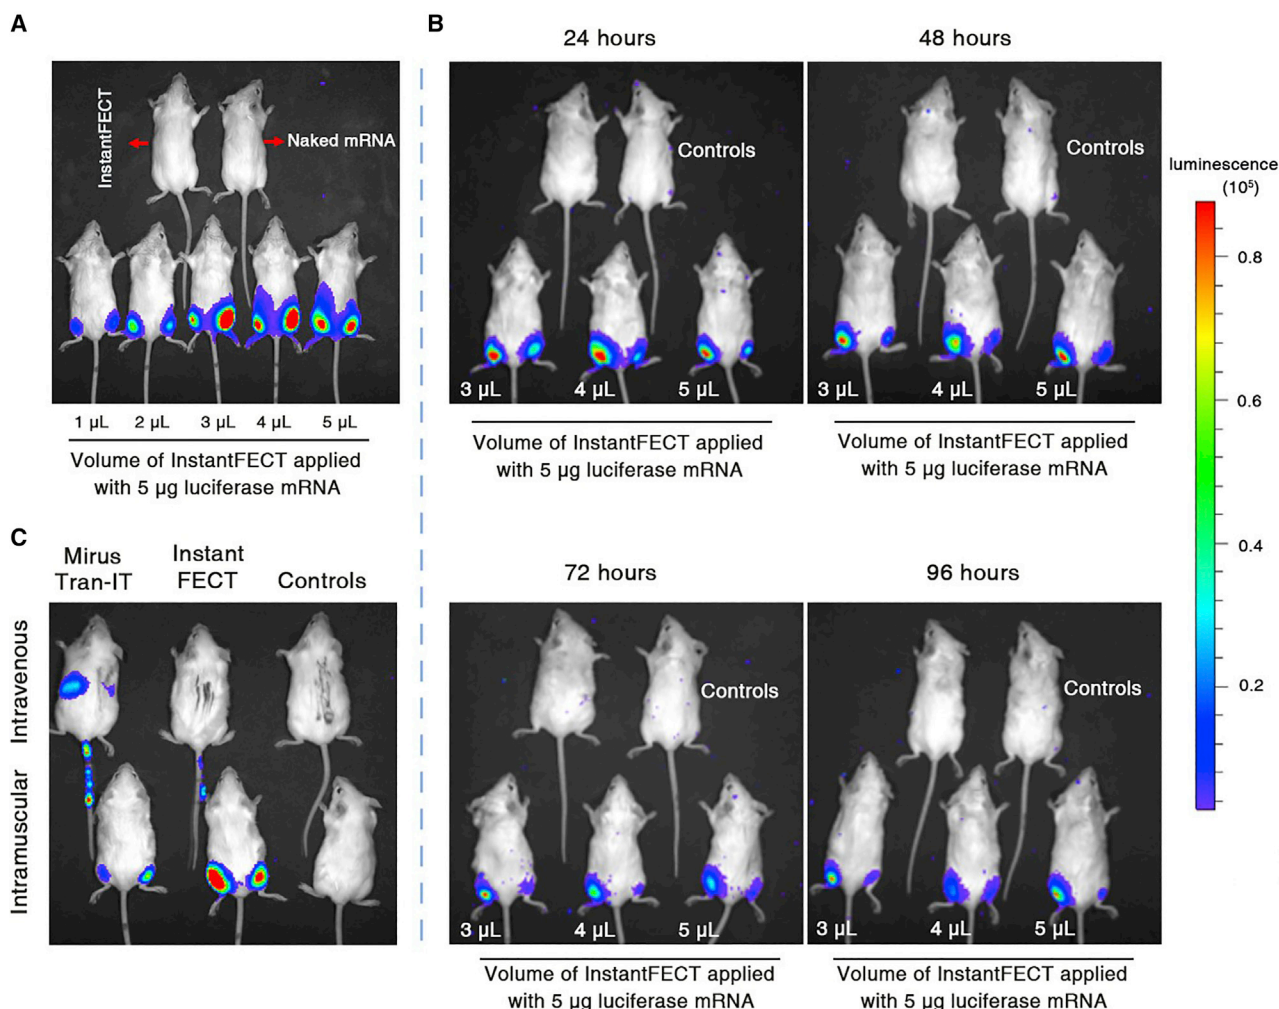 A
InstantFECT
Naked mRNA
1 µL 2 µL 3 µL 4 µL 5 µL
Volume of InstantFECT applied
with 5 µg luciferase mRNA
B
24 hours
Controls
3 µL 4 µL 5 µL
Volume of InstantFECT applied
with 5 µg luciferase mRNA
48 hours
Controls
3 µL 4 µL 5 µL
Volume of InstantFECT applied
with 5 µg luciferase mRNA
72 hours
Controls
3 µL 4 µL 5 µL
Volume of InstantFECT applied
with 5 µg luciferase mRNA
96 hours
Controls
3 µL 4 µL 5 µL
Volume of InstantFECT applied
with 5 µg luciferase mRNA
luminescence
(10⁵)
0.8
0.6
0.4
0.2
C
Mirus
Tran-IT
Instant
FECT
Controls
Intravenous
Intramuscular